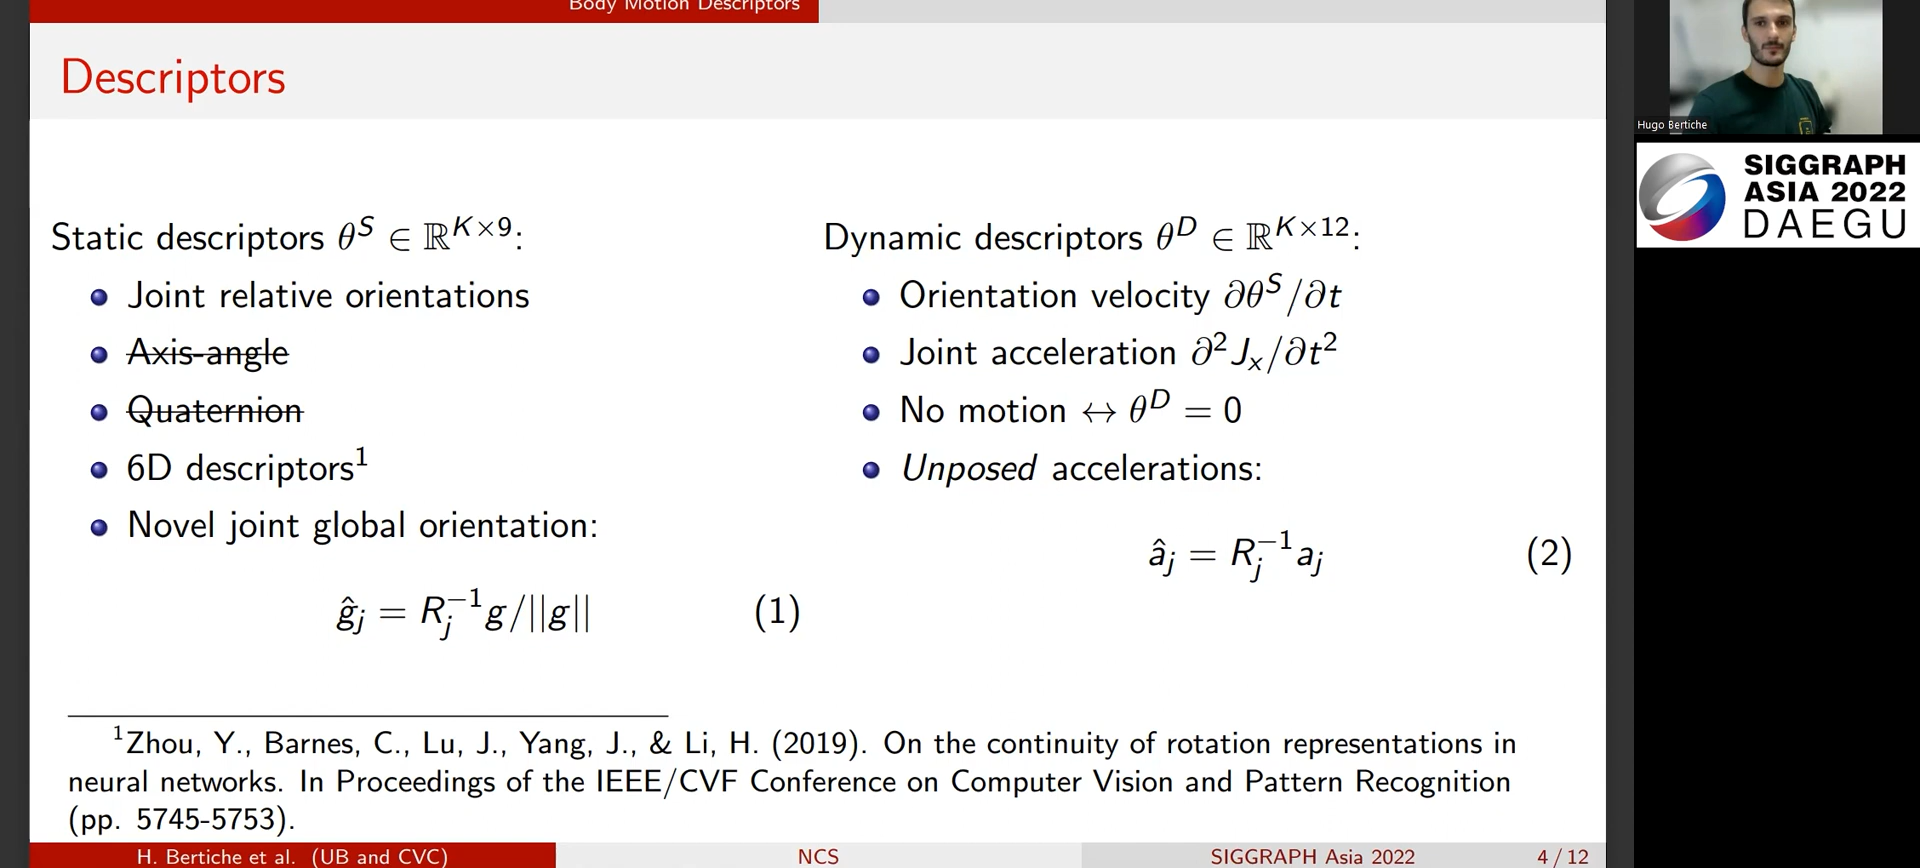 Body Motion Descriptors
Descriptors
Static descriptors θ^S ∈ ℝ^{K×9}:
Joint relative orientations
Axis-angle
Quaternion
6D descriptors¹
Novel joint global orientation:
ĝ_j = R_j^{-1} g/||g|| (1)
Dynamic descriptors θ^D ∈ ℝ^{K×12}:
Orientation velocity ∂θ^S/∂t
Joint acceleration ∂²J_x/∂t²
No motion ↔ θ^D = 0
Unposed accelerations:
â_j = R_j^{-1} a_j (2)
¹Zhou, Y., Barnes, C., Lu, J., Yang, J., & Li, H. (2019). On the continuity of rotation representations in
neural networks. In Proceedings of the IEEE/CVF Conference on Computer Vision and Pattern Recognition
(pp. 5745-5753).
H. Bertiche et al. (UB and CVC) NCS SIGGRAPH Asia 2022 4 / 12
Hugo Bertiche
SIGGRAPH
ASIA 2022
DAEGU